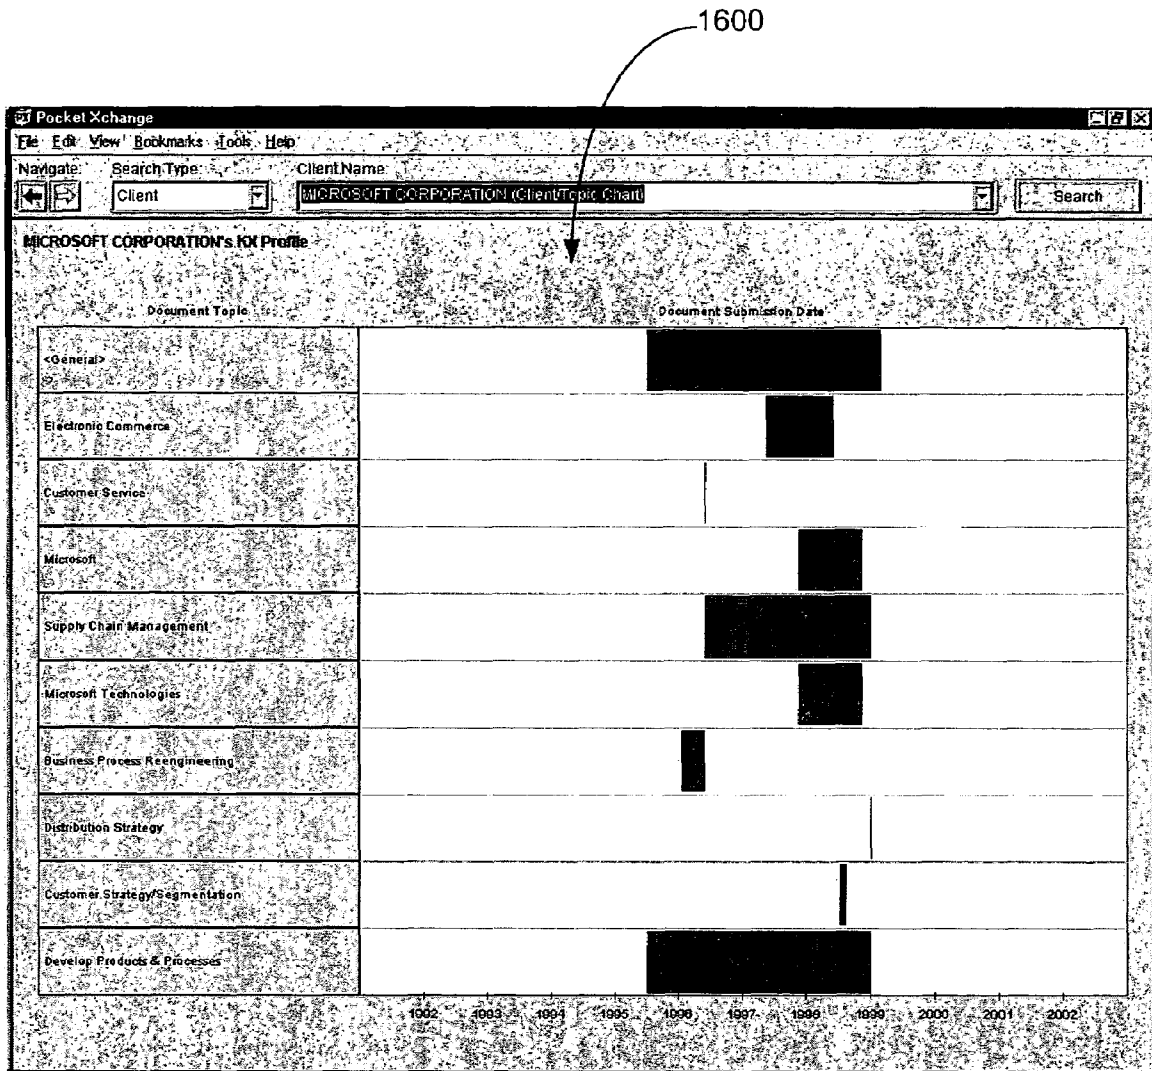 1600
Pocket Xchange
File Edit View Bookmarks Tools Help
Navigate: Search Type: Client Name:
Client MICROSOFT CORPORATION (Client/Topic Chart) Search
MICROSOFT CORPORATION's KX Profile
Document Topic Document Submission Date
<General>
Electronic Commerce
Customer Service
Microsoft
Supply Chain Management
Microsoft Technologies
Business Process Reengineering
Distribution Strategy
Customer Strategy/Segmentation
Develop Products & Processes
1992 1993 1994 1995 1996 1997 1998 1999 2000 2001 2002